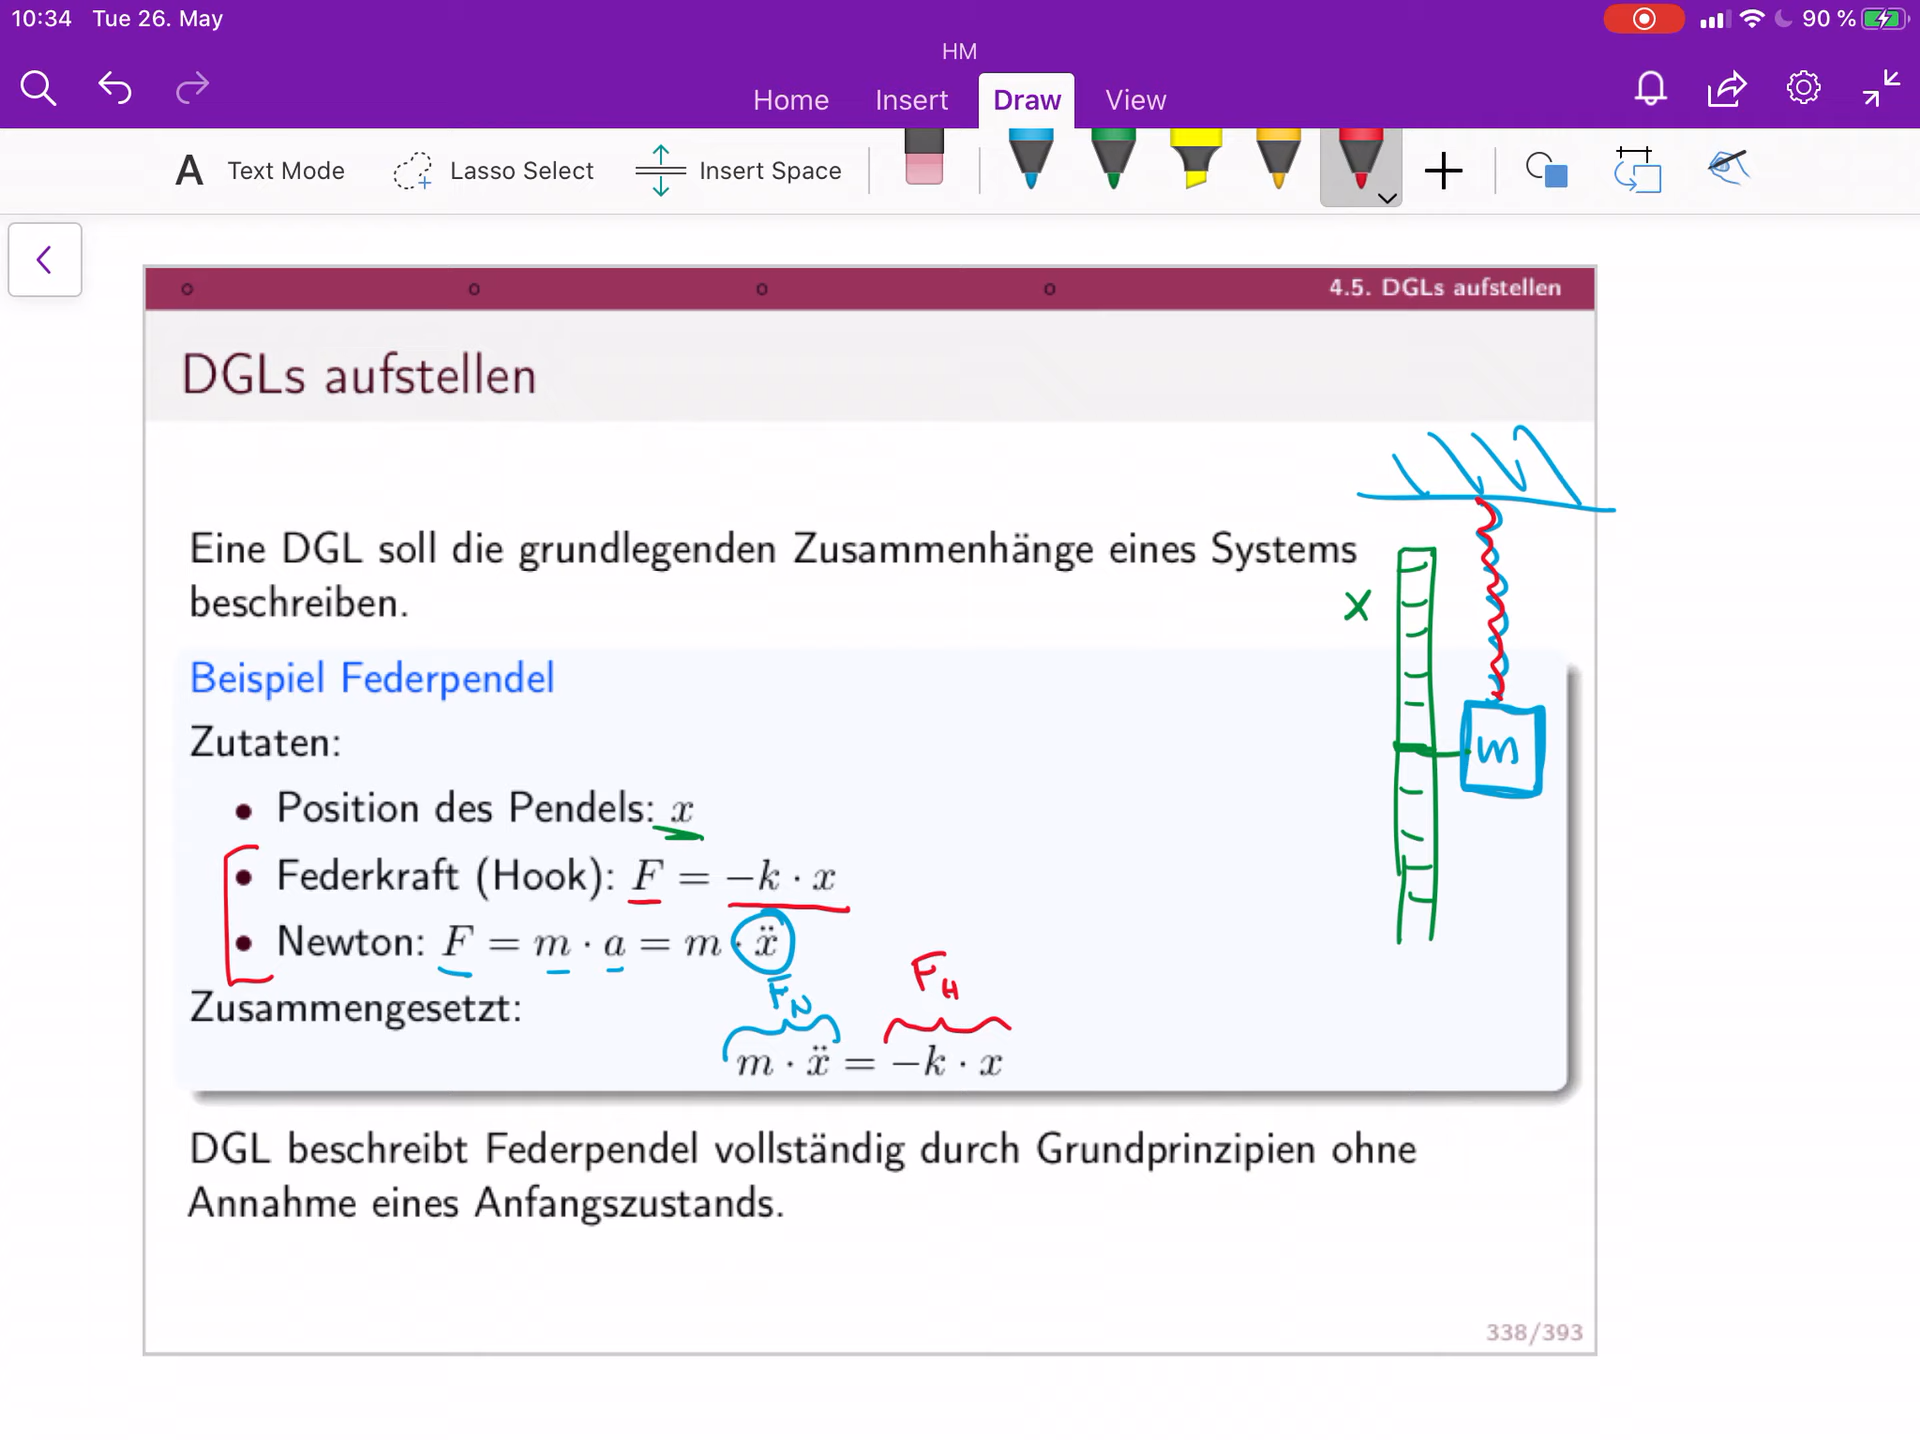 10:34 Tue 26. May
90 %
HM
Home Insert Draw View
A Text Mode Lasso Select Insert Space
4.5. DGLs aufstellen
DGLs aufstellen
Eine DGL soll die grundlegenden Zusammenhänge eines Systems
beschreiben.
x
Beispiel Federpendel
Zutaten:
m
• Position des Pendels: x
• Federkraft (Hook): F = −k · x
• Newton: F = m · a = m · ẍ
F_N F_H
Zusammengesetzt:
m · ẍ = −k · x
DGL beschreibt Federpendel vollständig durch Grundprinzipien ohne
Annahme eines Anfangszustands.
338/393